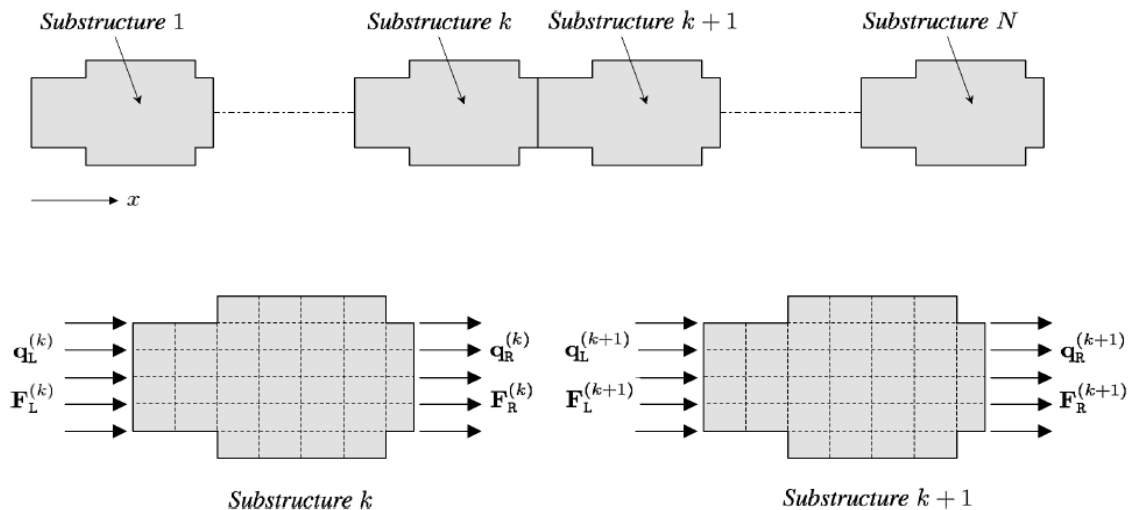 Substructure 1 Substructure k Substructure k + 1 Substructure N
x
q_L^(k) q_R^(k) q_L^(k+1) q_R^(k+1)
F_L^(k) F_R^(k) F_L^(k+1) F_R^(k+1)
Substructure k Substructure k + 1